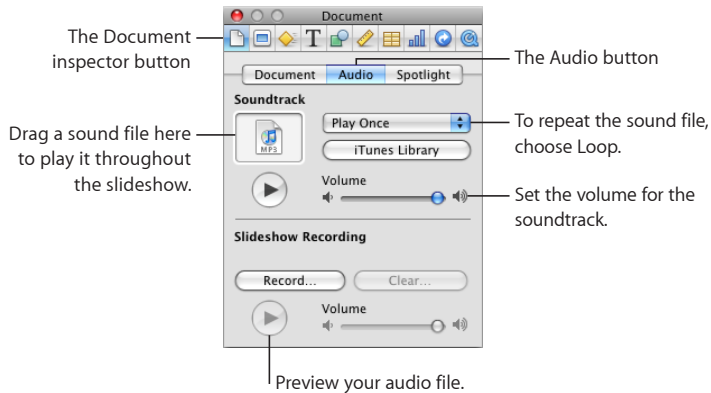 Document
The Document
inspector button
T
Document
Audio
Spotlight
The Audio button
Soundtrack
MP3
Play Once
iTunes Library
Drag a sound file here
to play it throughout
the slideshow.
To repeat the sound file,
choose Loop.
Volume
Set the volume for the
soundtrack.
Slideshow Recording
Record...
Clear...
Volume
Preview your audio file.